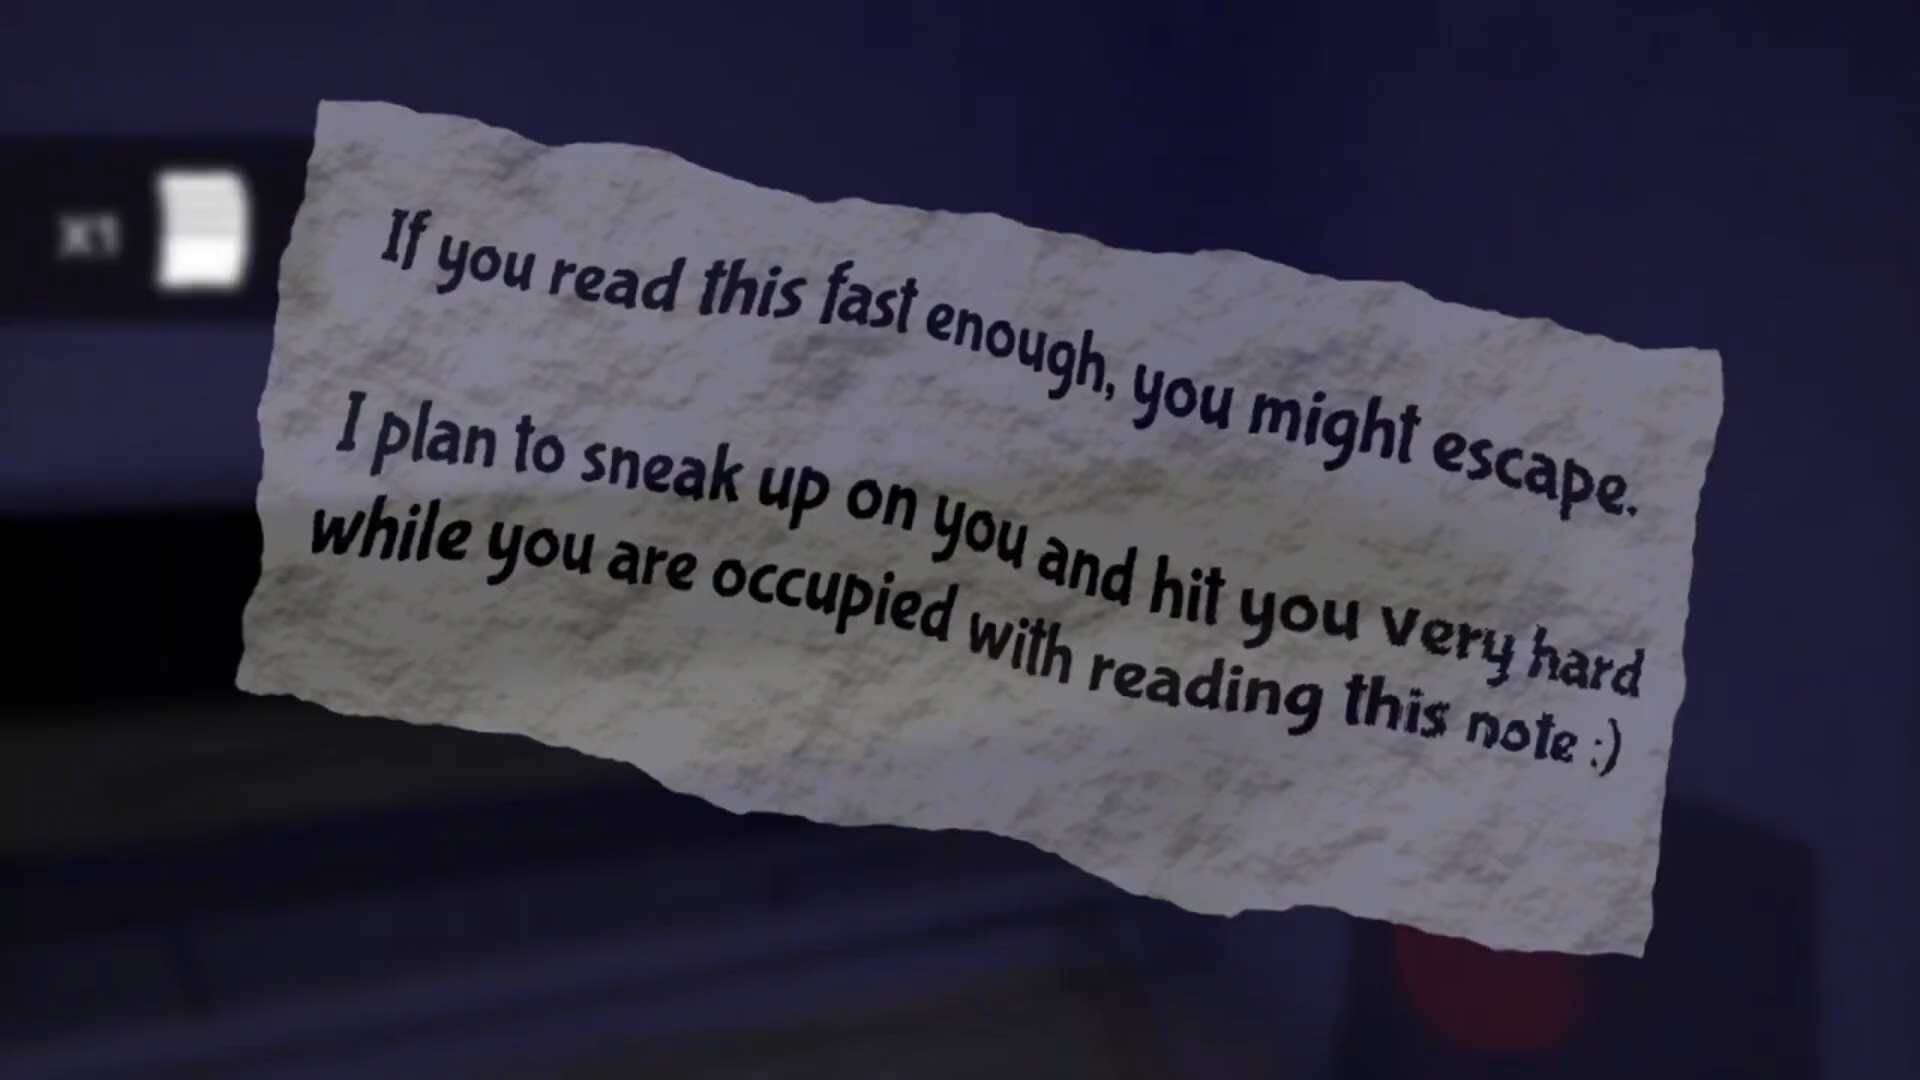 x1
If you read this fast enough, you might escape.
I plan to sneak up on you and hit you very hard
while you are occupied with reading this note :)